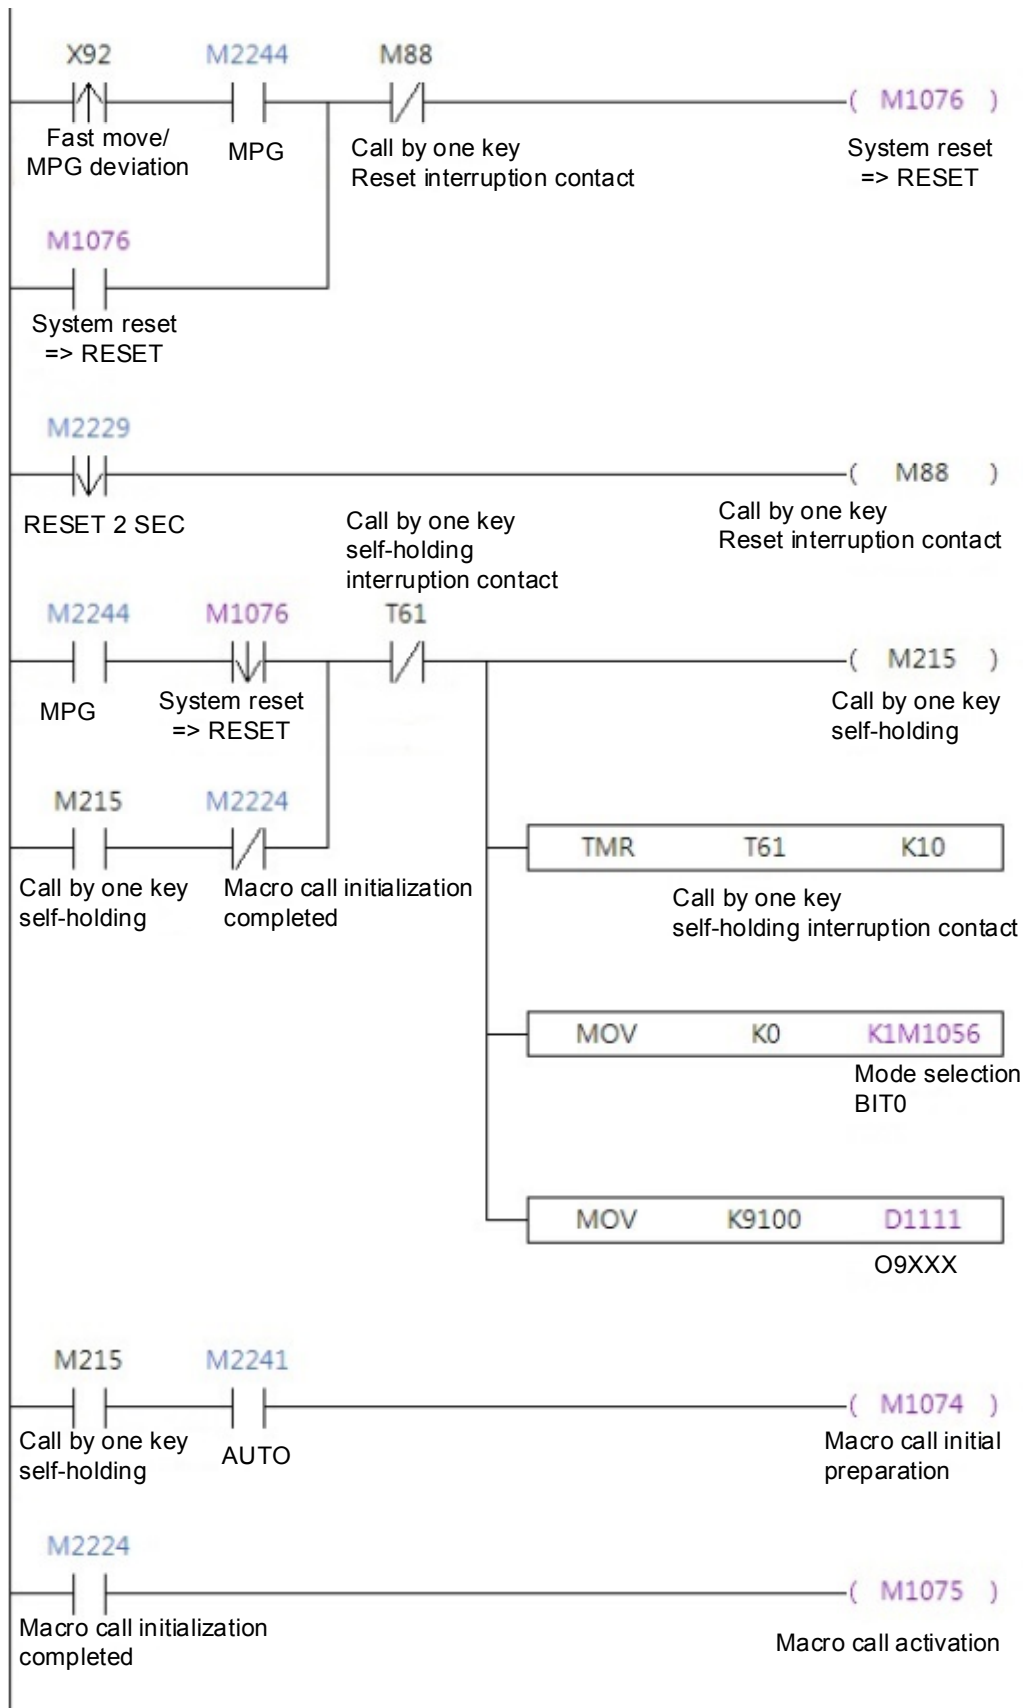 X92 M2244 M88
( M1076 )
Fast move/
MPG deviation
MPG
Call by one key
Reset interruption contact
System reset
=> RESET
M1076
System reset
=> RESET
M2229
( M88 )
RESET 2 SEC
Call by one key
self-holding
interruption contact
Call by one key
Reset interruption contact
M2244 M1076 T61
( M215 )
MPG
System reset
=> RESET
Call by one key
self-holding
M215 M2224
TMR T61 K10
Call by one key
self-holding
Macro call initialization
completed
Call by one key
self-holding interruption contact
MOV K0 K1M1056
Mode selection
BIT0
MOV K9100 D1111
O9XXX
M215 M2241
( M1074 )
Call by one key
self-holding
AUTO
Macro call initial
preparation
M2224
( M1075 )
Macro call initialization
completed
Macro call activation